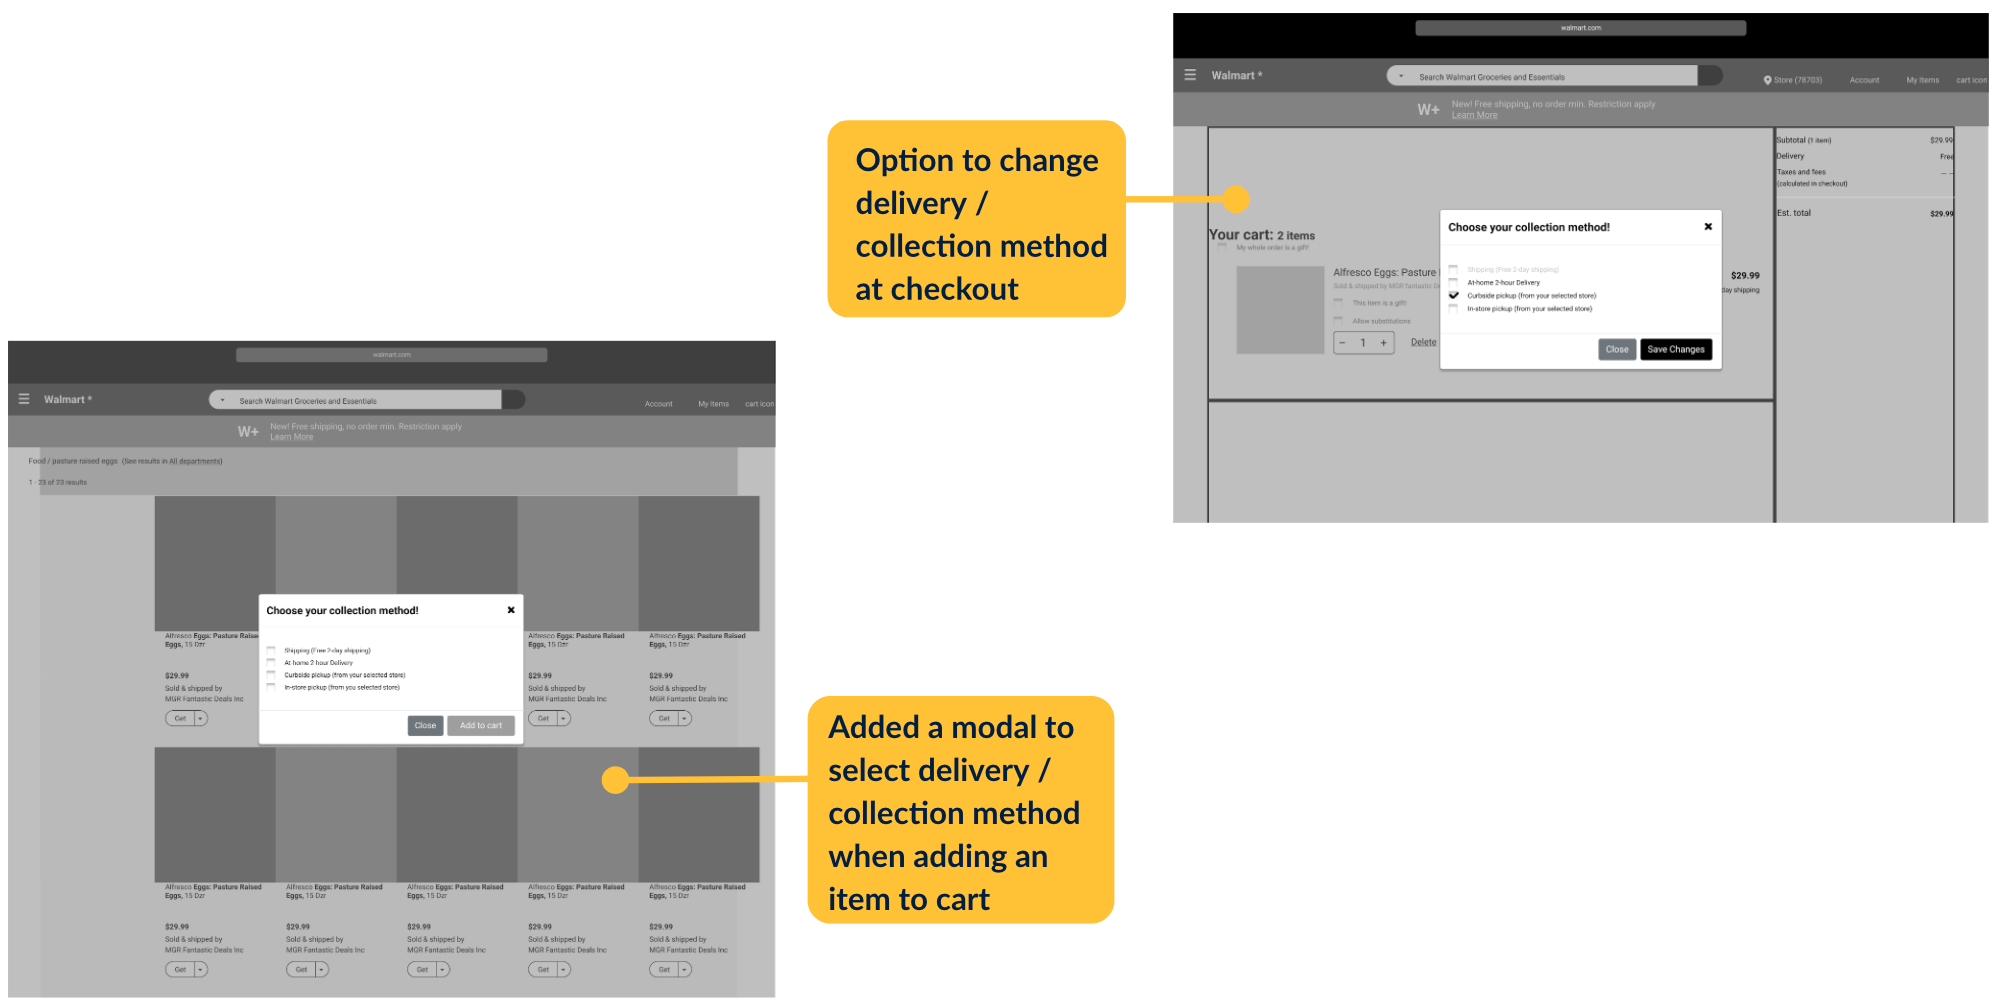 walmart.com
Walmart *
Search Walmart Groceries and Essentials
Store (78703)
Account
My Items
cart icon
W+
New! Free shipping, no order min. Restriction apply
Learn More
Option to change
delivery /
collection method
at checkout
Subtotal (1 item)
$29.99
Delivery
Free
Taxes and fees
(calculated in checkout)
Est. total
$29.99
Your cart: 2 items
My whole order is a gift!
Alfresco Eggs: Pasture
Sold & shipped by MGR fantastic
This item is a gift!
Allow substitutions
- 1 +
Delete
$29.99
day shipping
Choose your collection method!
Shipping (Free 2-day shipping)
At-home 2-hour Delivery
Curbside pickup (from your selected store)
In-store pickup (from your selected store)
Close
Save Changes
walmart.com
Walmart *
Search Walmart Groceries and Essentials
Account
My Items
cart icon
W+
New! Free shipping, no order min. Restriction apply
Learn More
Food / pasture raised eggs (See results in All departments)
1 - 23 of 23 results
Choose your collection method!
Shipping (Free 2-day shipping)
At-home 2-hour Delivery
Curbside pickup (from your selected store)
In-store pickup (from you selected store)
Close
Add to cart
Alfresco Eggs: Pasture Raise
Eggs, 15 Dzr
$29.99
Sold & shipped by
MGR Fantastic Deals Inc
Get
Alfresco Eggs: Pasture Raised
Eggs, 15 Dzr
$29.99
Sold & shipped by
MGR Fantastic Deals Inc
Get
Alfresco Eggs: Pasture Raised
Eggs, 15 Dzr
$29.99
Sold & shipped by
MGR Fantastic Deals Inc
Get
Added a modal to
select delivery /
collection method
when adding an
item to cart
Alfresco Eggs: Pasture Raised
Eggs, 15 Dzr
$29.99
Sold & shipped by
MGR Fantastic Deals Inc
Get
Alfresco Eggs: Pasture Raised
Eggs, 15 Dzr
$29.99
Sold & shipped by
MGR Fantastic Deals Inc
Get
Alfresco Eggs: Pasture Raised
Eggs, 15 Dzr
$29.99
Sold & shipped by
MGR Fantastic Deals Inc
Get
Alfresco Eggs: Pasture Raised
Eggs, 15 Dzr
$29.99
Sold & shipped by
MGR Fantastic Deals Inc
Get
Alfresco Eggs: Pasture Raised
Eggs, 15 Dzr
$29.99
Sold & shipped by
MGR Fantastic Deals Inc
Get